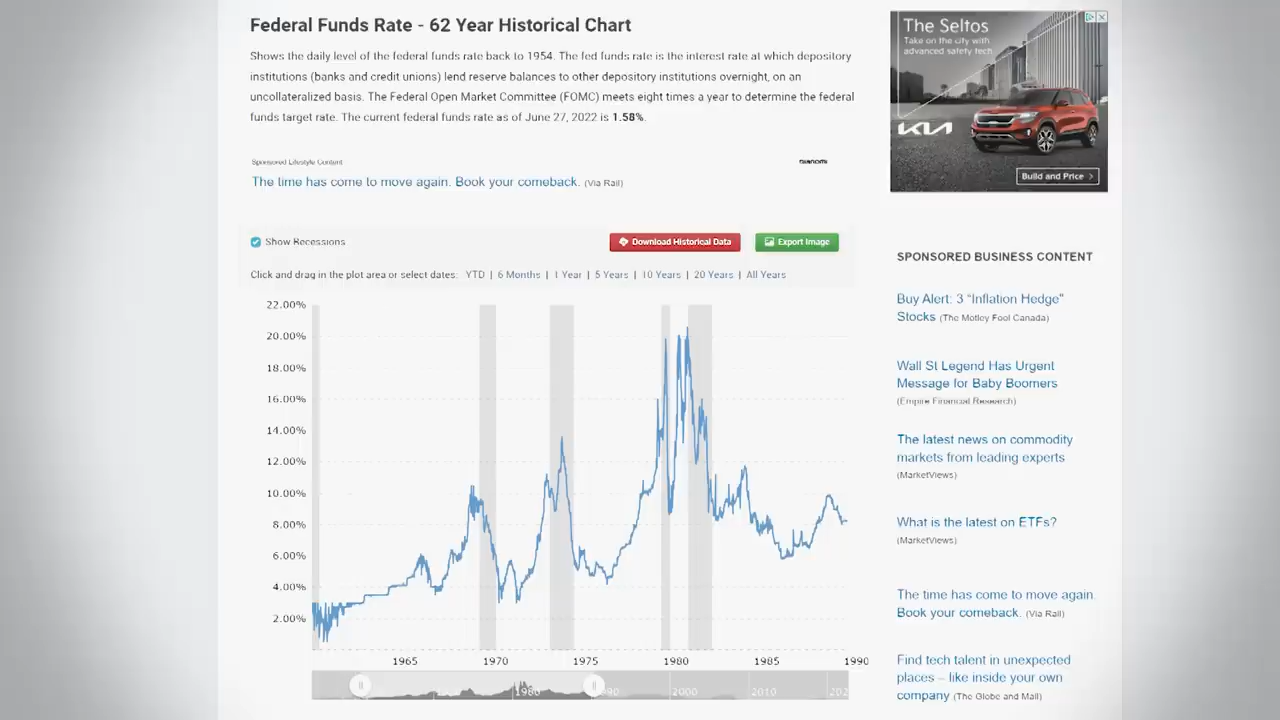 Federal Funds Rate - 62 Year Historical Chart
Shows the daily level of the federal funds rate back to 1954. The fed funds rate is the interest rate at which depository
institutions (banks and credit unions) lend reserve balances to other depository institutions overnight, on an
uncollateralized basis. The Federal Open Market Committee (FOMC) meets eight times a year to determine the federal
funds target rate. The current federal funds rate as of June 27, 2022 is 1.58%.
Sponsored Lifestyle Content
The time has come to move again. Book your comeback. (Via Rail)
Show Recessions
Download Historical Data
Export Image
Click and drag in the plot area or select dates: YTD | 6 Months | 1 Year | 5 Years | 10 Years | 20 Years | All Years
22.00%
20.00%
18.00%
16.00%
14.00%
12.00%
10.00%
8.00%
6.00%
4.00%
2.00%
1965 1970 1975 1980 1985 1990
1980 2000 2010
The Seltos
Take on the city with
advanced safety tech
KIA
Build and Price >
SPONSORED BUSINESS CONTENT
Buy Alert: 3 "Inflation Hedge"
Stocks (The Motley Fool Canada)
Wall St Legend Has Urgent
Message for Baby Boomers
(Empire Financial Research)
The latest news on commodity
markets from leading experts
(MarketViews)
What is the latest on ETFs?
(MarketViews)
The time has come to move again.
Book your comeback. (Via Rail)
Find tech talent in unexpected
places – like inside your own
company (The Globe and Mail)